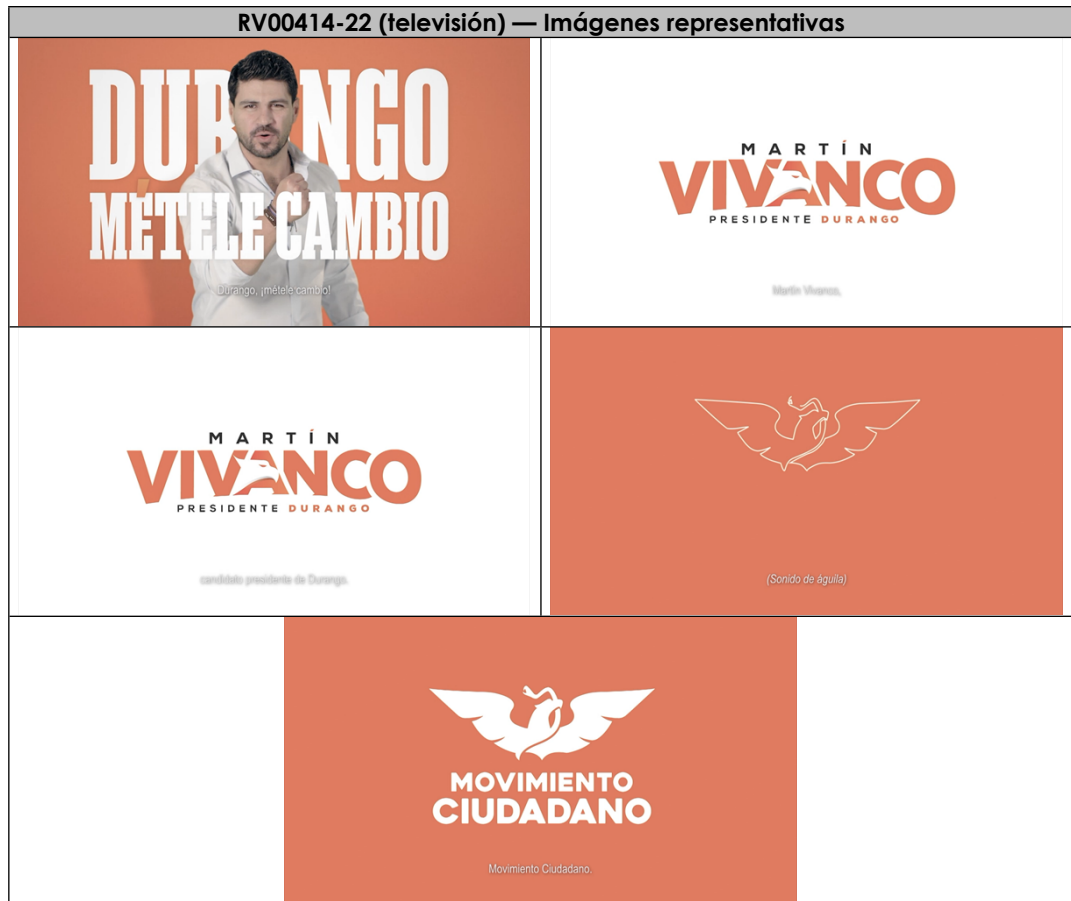 RV00414-22 (televisión) — Imágenes representativas
DURANGO
MÉTELE CAMBIO
Durango, ¡métele cambio!
MARTÍN
VIVANCO
PRESIDENTE DURANGO
Martín Vivanco,
MARTÍN
VIVANCO
PRESIDENTE DURANGO
candidato presidente de Durango.
(Sonido de águila)
MOVIMIENTO
CIUDADANO
Movimiento Ciudadano.